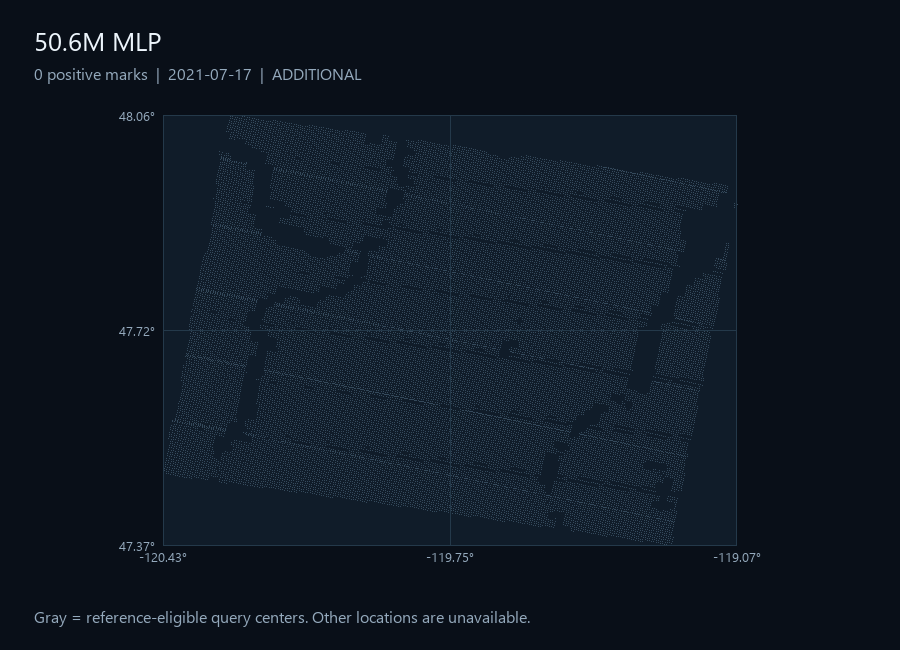 50.6M MLP
0 positive marks | 2021-07-17 | ADDITIONAL
48.06°
47.72°
47.37°
-120.43°
-119.75°
-119.07°
Gray = reference-eligible query centers. Other locations are unavailable.